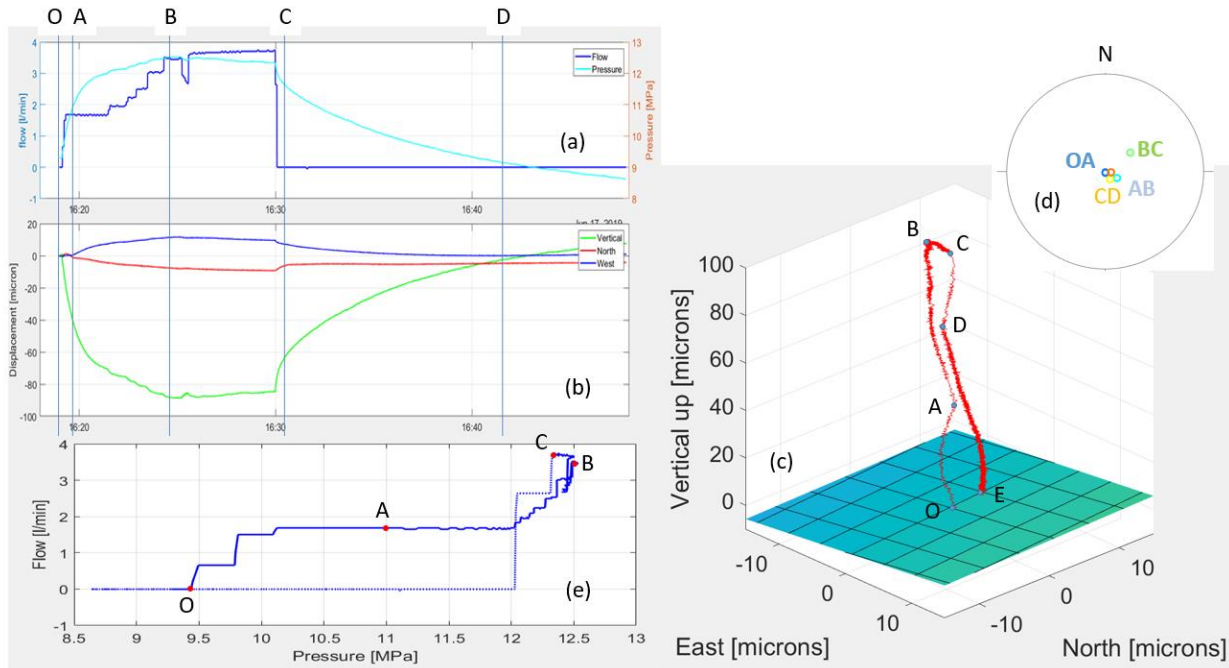 O A B C D
4
3
2
1
0
-1
flow [l/min]
Flow
Pressure
(a)
13
12
11
10
9
8
Pressure [MPa]
16:20 16:30 16:40
Jun 17, 2019
20
0
-20
-40
-60
-80
-100
Displacement [micron]
Vertical
North
West
(b)
16:20 16:30 16:40
4
3
2
1
0
-1
Flow [l/min]
O
A
C
B
(e)
8.5 9 9.5 10 10.5 11 11.5 12 12.5 13
Pressure [MPa]
N
OA
BC
AB
CD
(d)
100
80
60
40
20
0
Vertical up [microns]
B
C
D
A
(c)
E
O
-10
0
10
East [microns]
-10
0
10
North [microns]